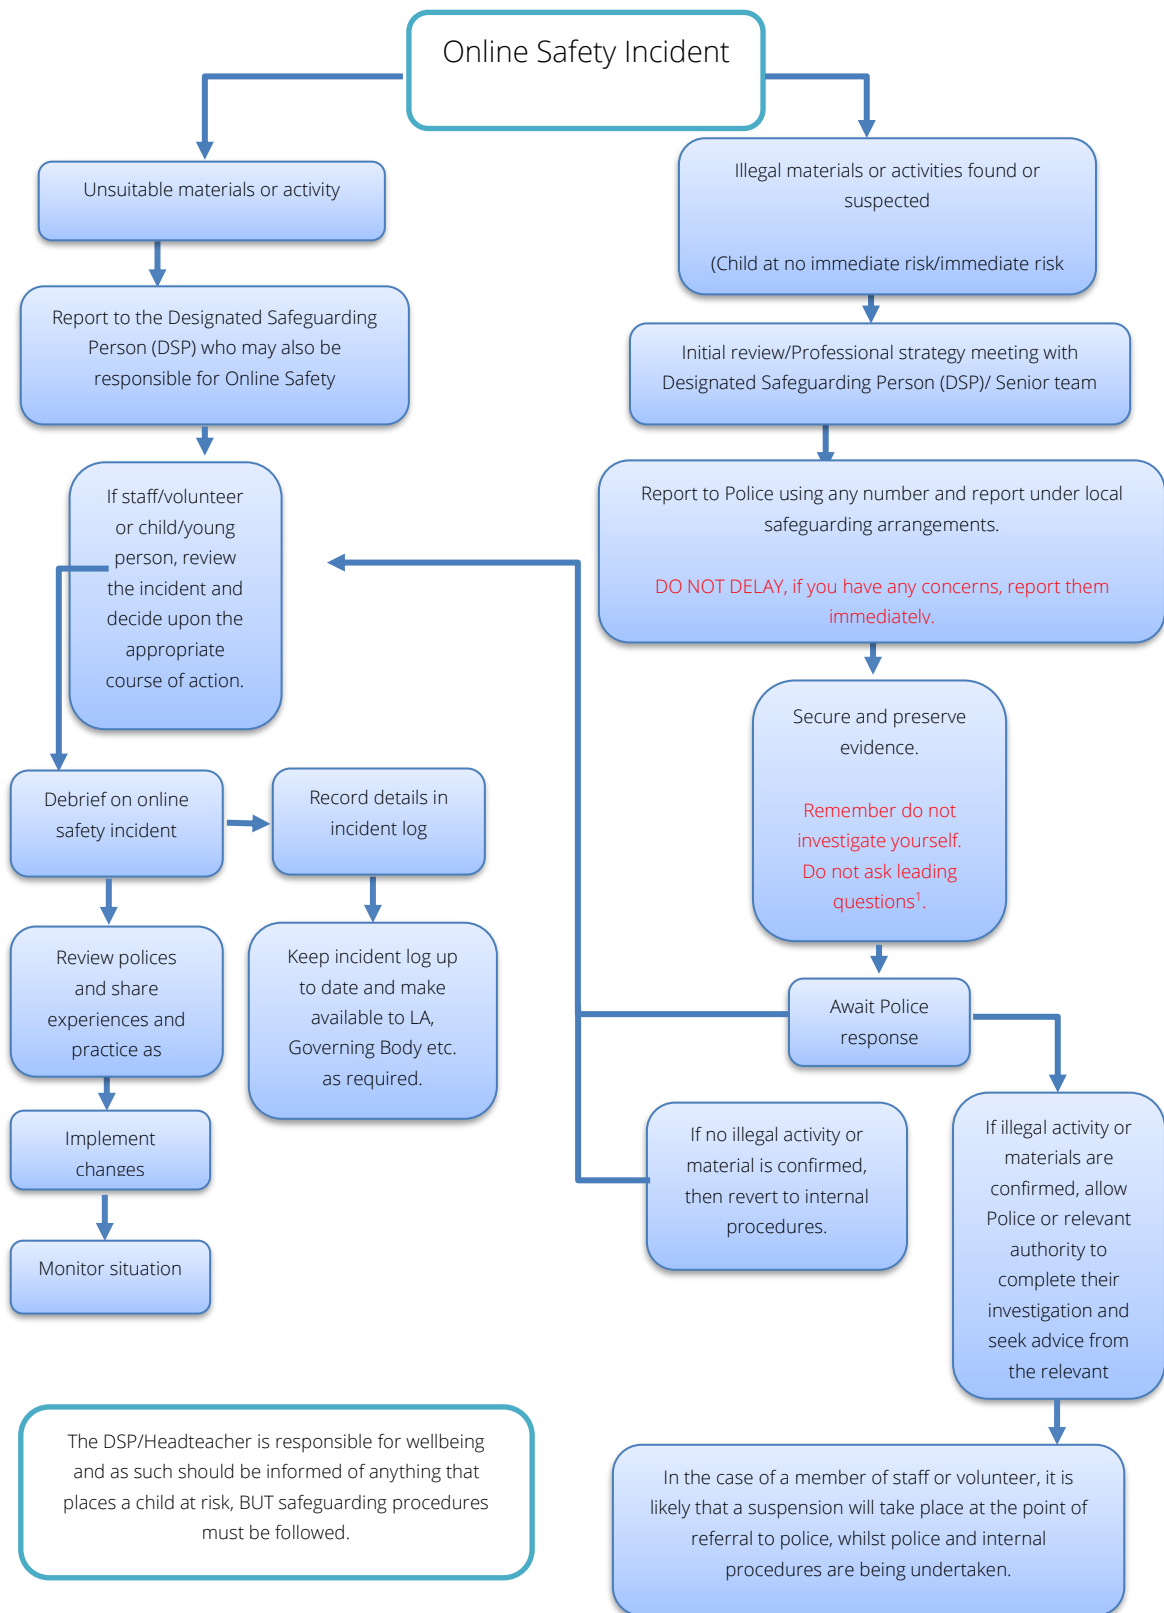 Online Safety Incident
Unsuitable materials or activity
Report to the Designated Safeguarding
Person (DSP) who may also be
responsible for Online Safety
If staff/volunteer
or child/young
person, review
the incident and
decide upon the
appropriate
course of action.
Debrief on online
safety incident
Record details in
incident log
Review polices
and share
experiences and
practice as
Keep incident log up
to date and make
available to LA,
Governing Body etc.
as required.
Implement
changes
Monitor situation
Illegal materials or activities found or
suspected
(Child at no immediate risk/immediate risk
Initial review/Professional strategy meeting with
Designated Safeguarding Person (DSP)/ Senior team
Report to Police using any number and report under local
safeguarding arrangements.
DO NOT DELAY, if you have any concerns, report them
immediately.
Secure and preserve
evidence.
Remember do not
investigate yourself.
Do not ask leading
questions¹.
Await Police
response
If no illegal activity or
material is confirmed,
then revert to internal
procedures.
If illegal activity or
materials are
confirmed, allow
Police or relevant
authority to
complete their
investigation and
seek advice from
the relevant
In the case of a member of staff or volunteer, it is
likely that a suspension will take place at the point of
referral to police, whilst police and internal
procedures are being undertaken.
The DSP/Headteacher is responsible for wellbeing
and as such should be informed of anything that
places a child at risk, BUT safeguarding procedures
must be followed.